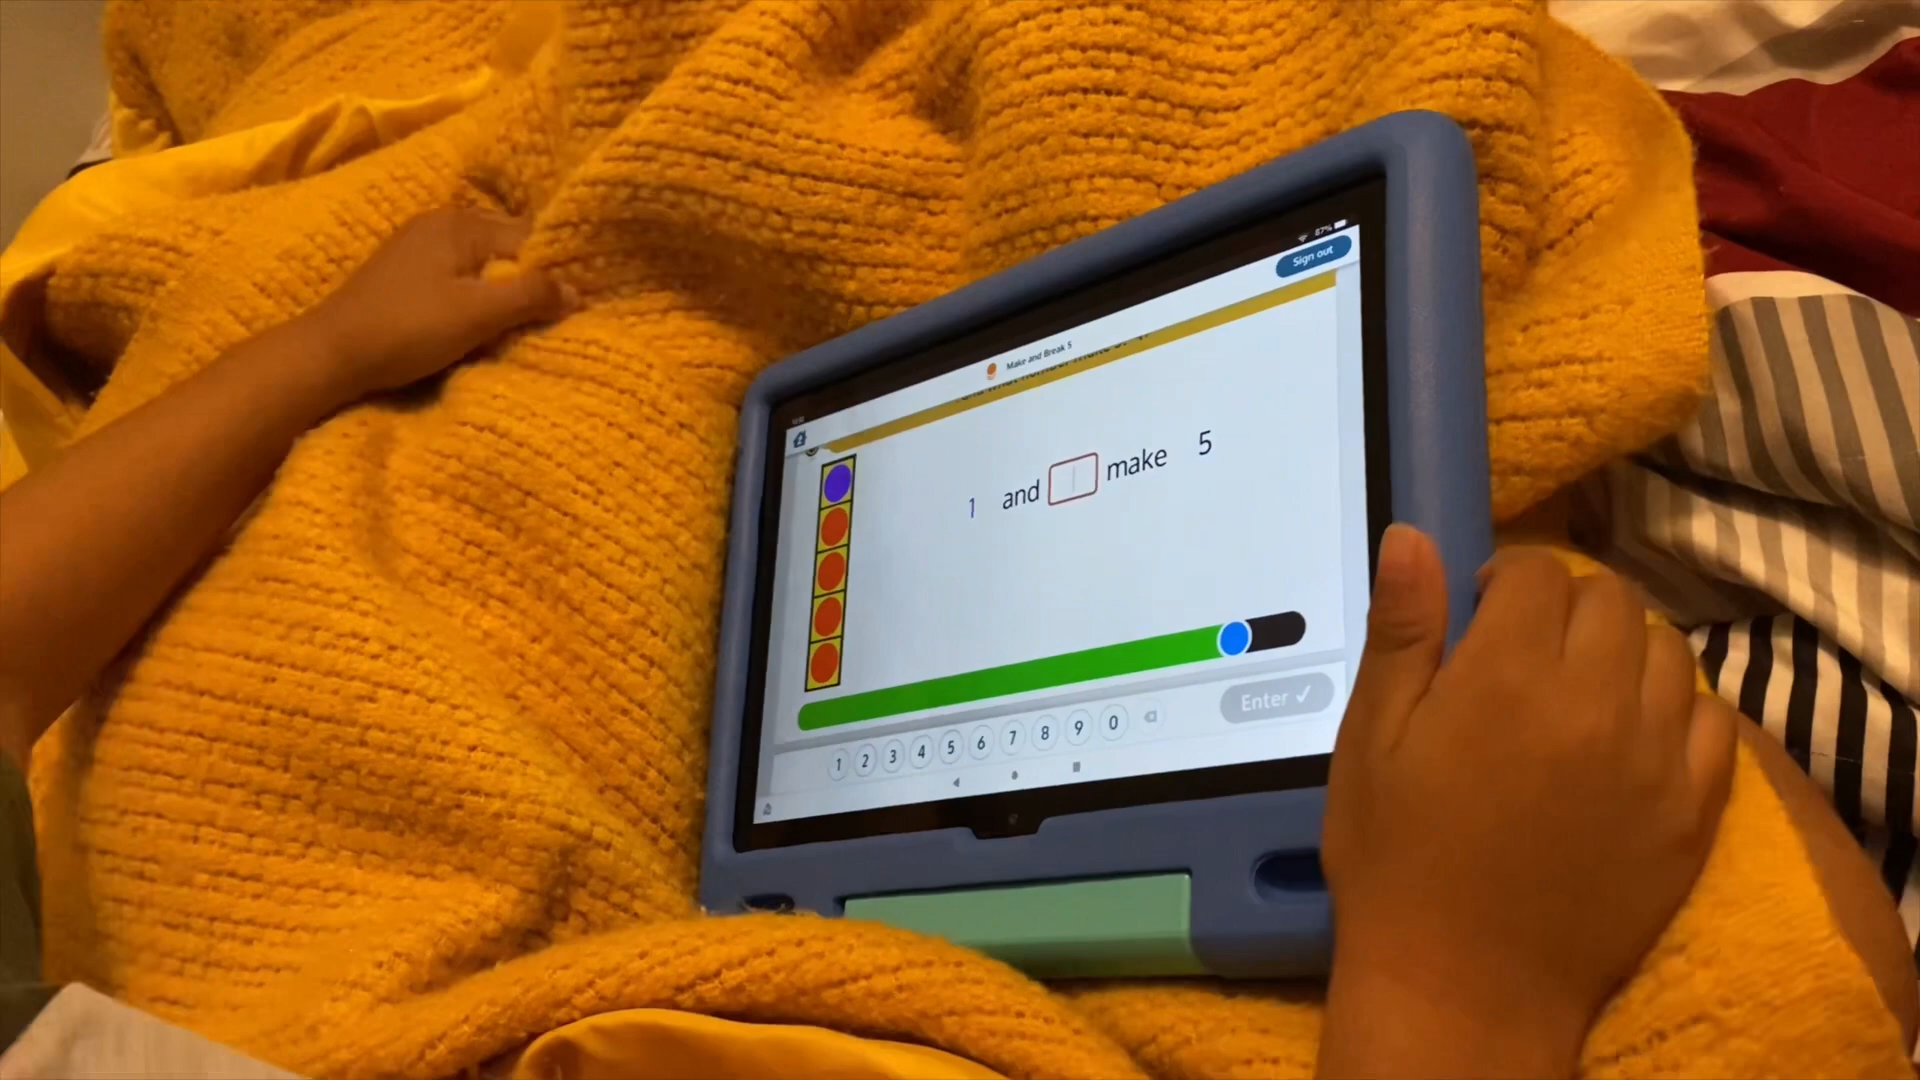 87%
Sign out
Make and Break 5
1 and make 5
Enter ✓
1 2 3 4 5 6 7 8 9 0